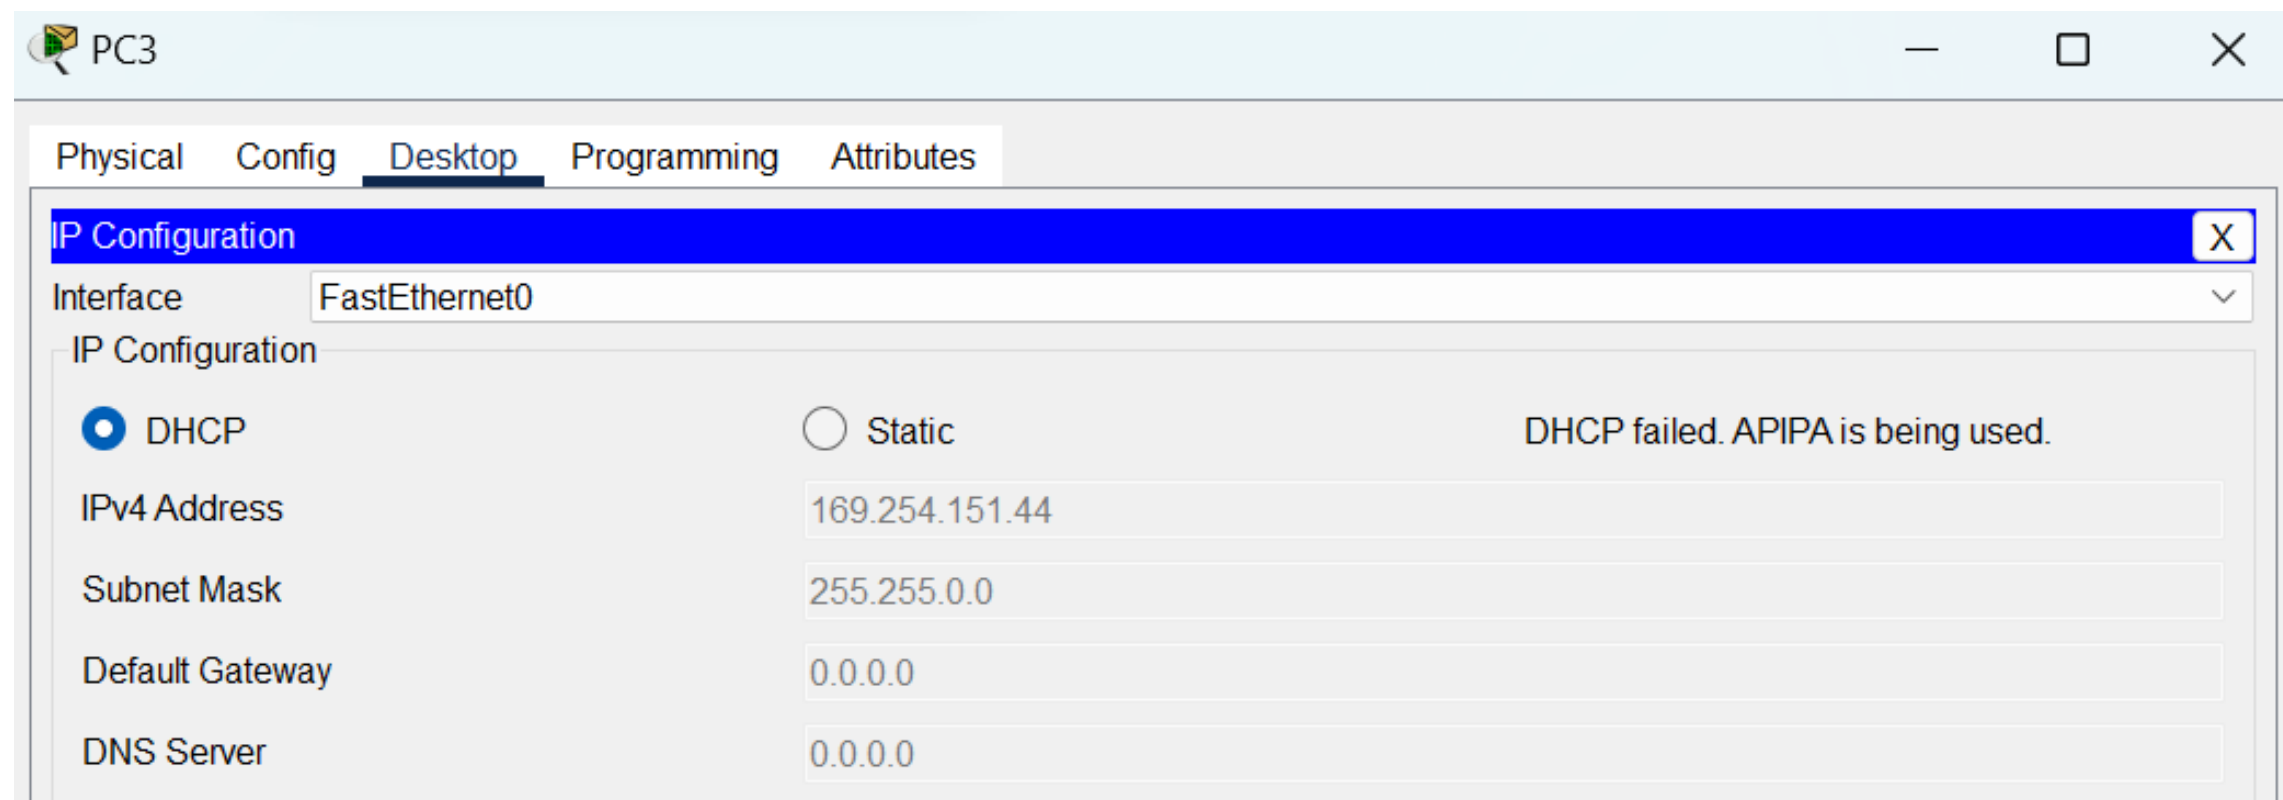 PC3
Physical Config Desktop Programming Attributes
IP Configuration X
Interface FastEthernet0
IP Configuration
DHCP Static DHCP failed. APIPA is being used.
IPv4 Address 169.254.151.44
Subnet Mask 255.255.0.0
Default Gateway 0.0.0.0
DNS Server 0.0.0.0